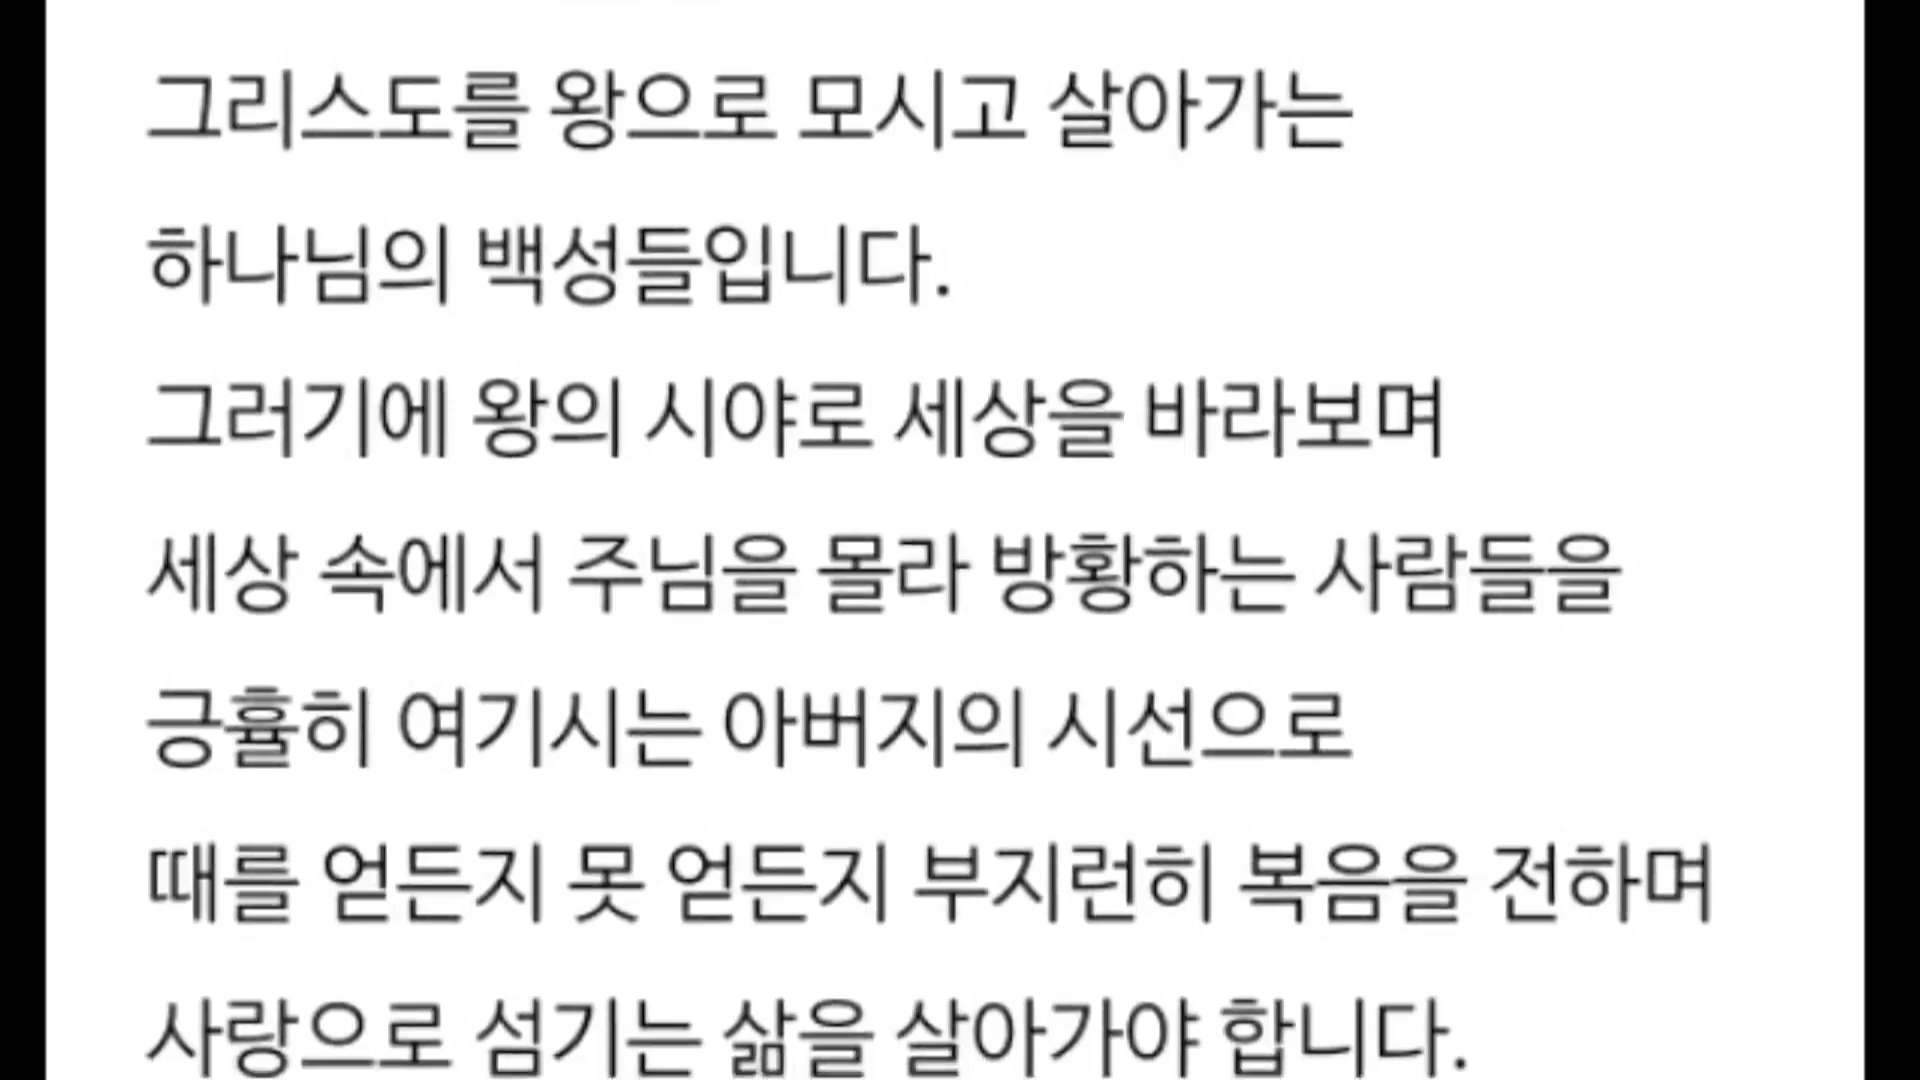 그리스도를 왕으로 모시고 살아가는
하나님의 백성들입니다.
그러기에 왕의 시야로 세상을 바라보며
세상 속에서 주님을 몰라 방황하는 사람들을
긍휼히 여기시는 아버지의 시선으로
때를 얻든지 못 얻든지 부지런히 복음을 전하며
사랑으로 섬기는 삶을 살아가야 합니다.